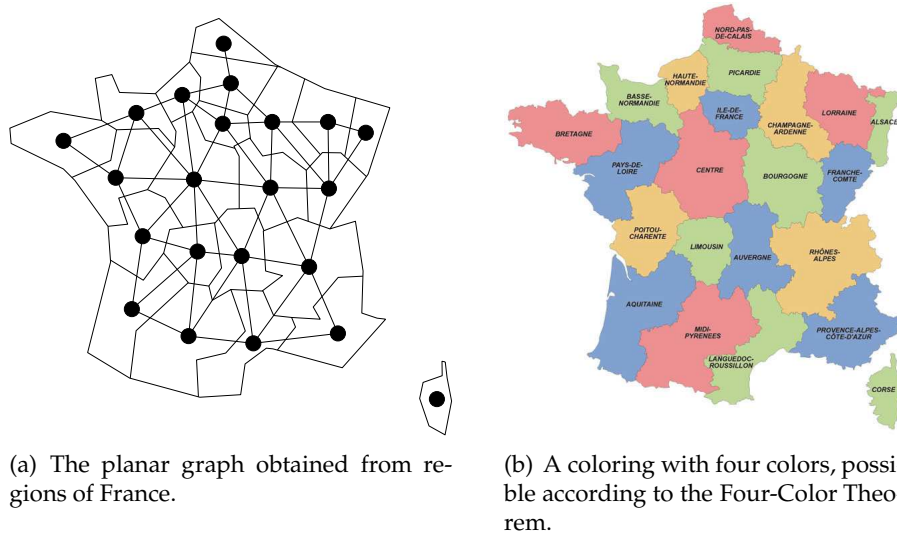 NORD-PAS-
DE-CALAIS
PICARDIE
HAUTE-
NORMANDIE
BASSE-
NORMANDIE
ILE-DE-
FRANCE
CHAMPAGNE-
ARDENNE
LORRAINE
ALSACE
BRETAGNE
PAYS-DE-
LOIRE
CENTRE
BOURGOGNE
FRANCHE-
COMTE
POITOU-
CHARENTE
LIMOUSIN
AUVERGNE
RHÔNES-
ALPES
AQUITAINE
MIDI-
PYRENEES
LANGUEDOC-
ROUSSILLON
PROVENCE-ALPES-
CÔTE-D'AZUR
CORSE
(a) The planar graph obtained from re-
gions of France.
(b) A coloring with four colors, possi-
ble according to the Four-Color Theo-
rem.